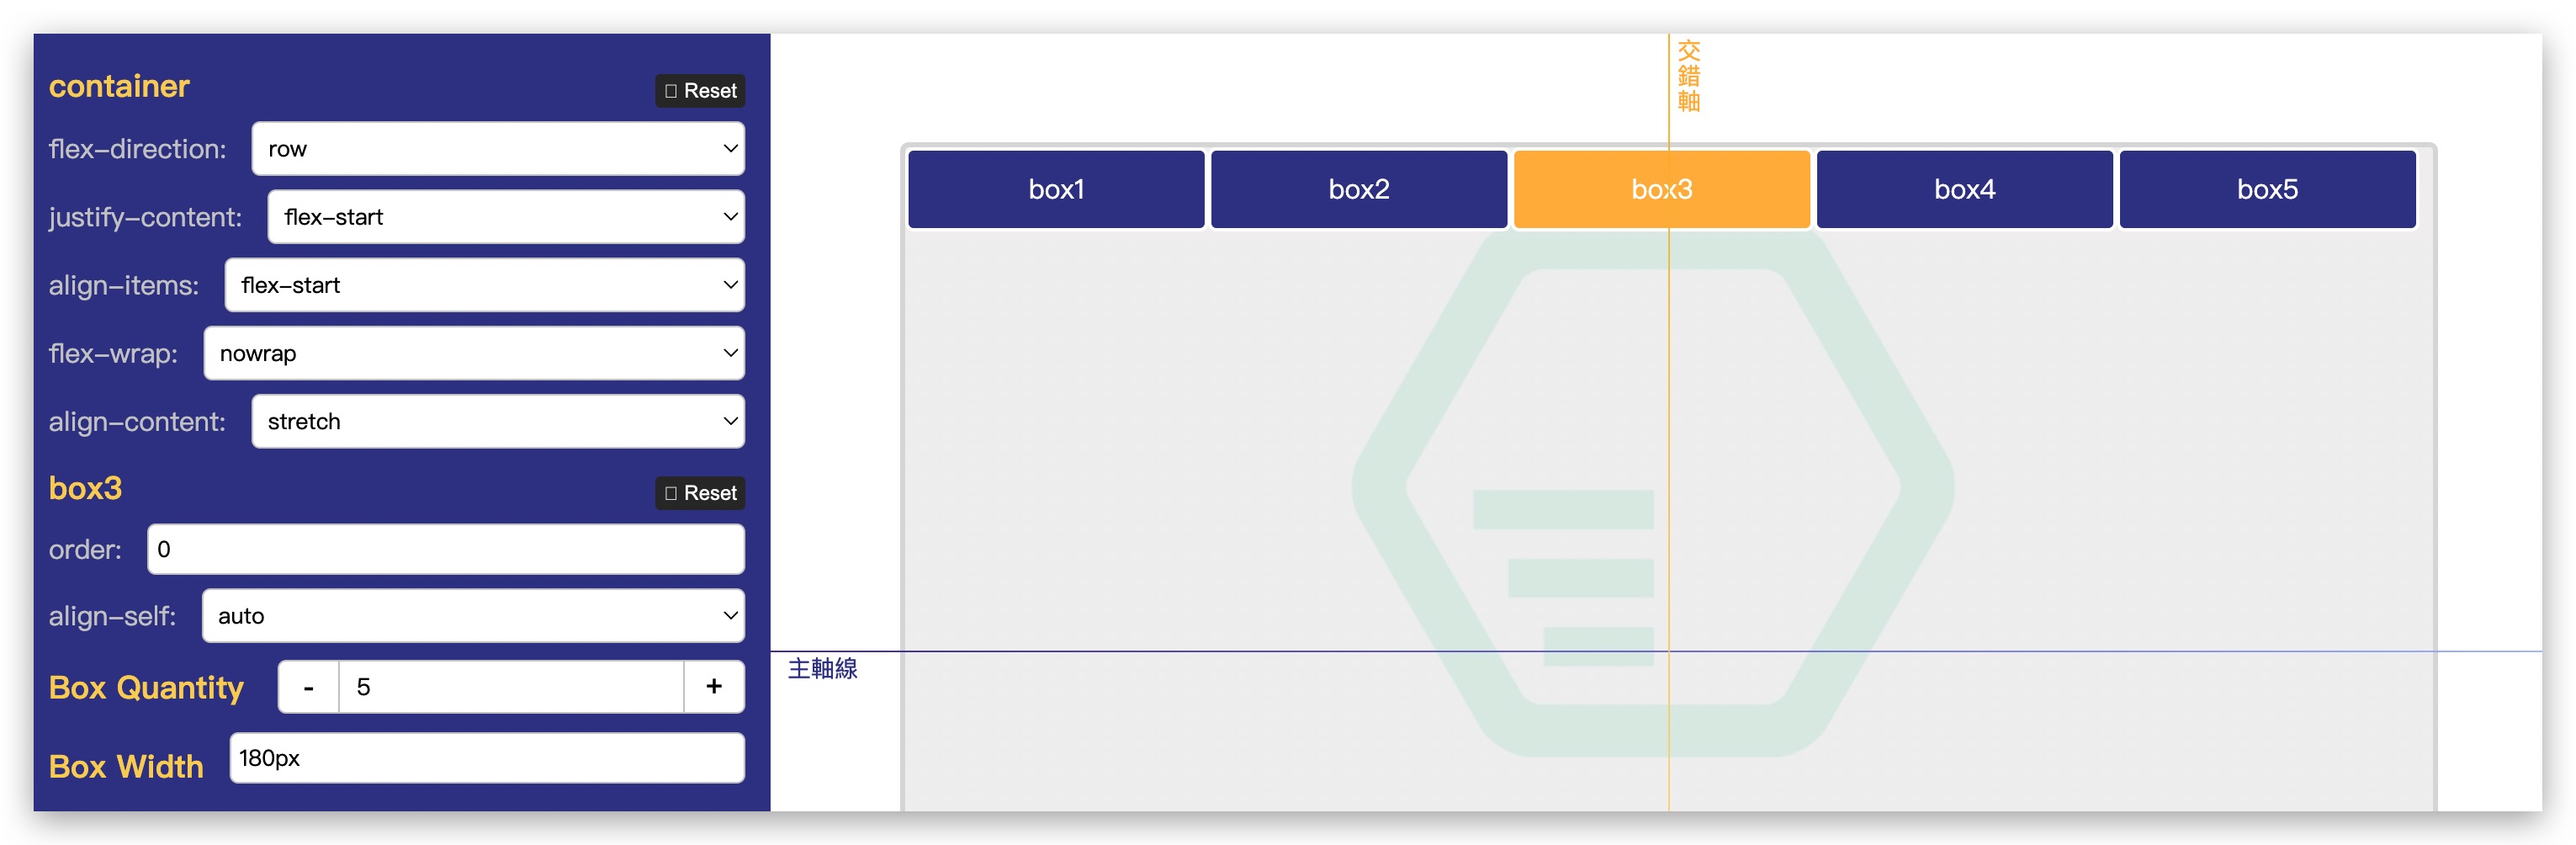 container
Reset
flex-direction:
row
justify-content:
flex-start
align-items:
flex-start
flex-wrap:
nowrap
align-content:
stretch
box3
Reset
order:
0
align-self:
auto
Box Quantity
-
5
+
Box Width
180px
交錯軸
box1
box2
box3
box4
box5
主軸線